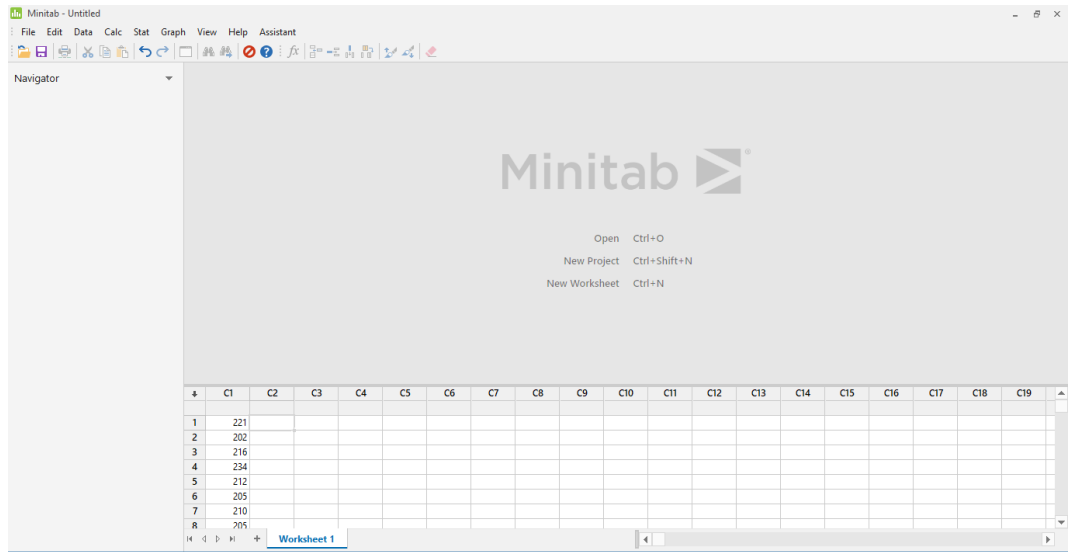 Minitab - Untitled
File Edit Data Calc Stat Graph View Help Assistant
fx
Navigator
Minitab
Open Ctrl+O
New Project Ctrl+Shift+N
New Worksheet Ctrl+N
C1 C2 C3 C4 C5 C6 C7 C8 C9 C10 C11 C12 C13 C14 C15 C16 C17 C18 C19
1 221
2 202
3 216
4 234
5 212
6 205
7 210
8 205
Worksheet 1